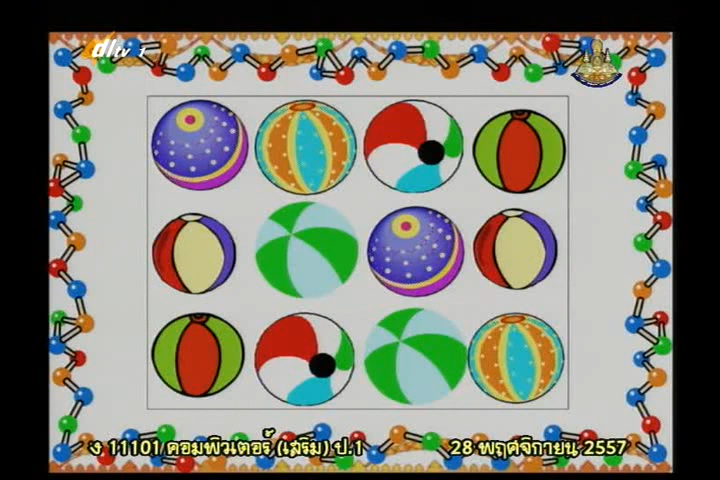 dltv 1
ง 11101 คอมพิวเตอร์ (เสริม) ป.1
28 พฤศจิกายน 2557